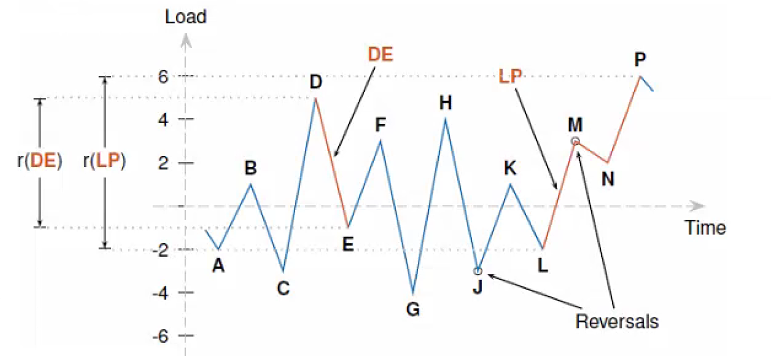 Load
P
6
DE
LP
D
H
F
M
4
r(DE) r(LP)
B
K
2
N
Time
-2
A
E
L
C
J
-4
G
Reversals
-6